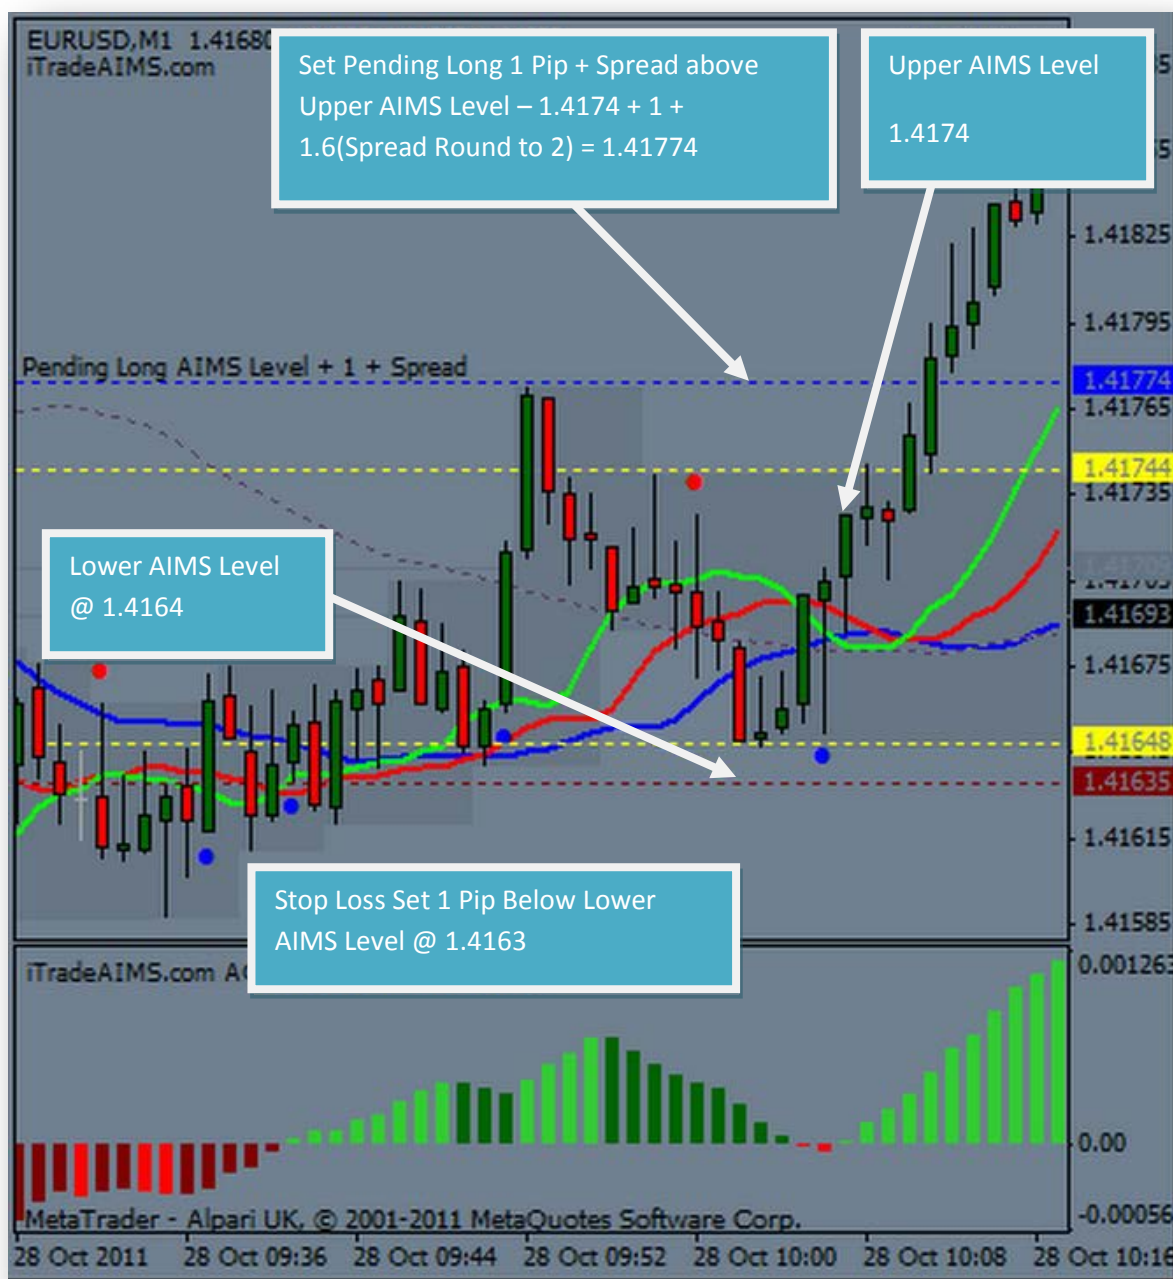 EURUSD,M1 1.41680
iTradeAIMS.com
Set Pending Long 1 Pip + Spread above
Upper AIMS Level – 1.4174 + 1 +
1.6(Spread Round to 2) = 1.41774
Upper AIMS Level
1.4174
1.41825
1.41795
Pending Long AIMS Level + 1 + Spread
1.41774
1.41765
1.41744
1.41735
Lower AIMS Level
@ 1.4164
1.41705
1.41693
1.41675
1.41648
1.41635
1.41615
Stop Loss Set 1 Pip Below Lower
AIMS Level @ 1.4163
1.41585
iTradeAIMS.com
0.001263
0.00
-0.00056
MetaTrader - Alpari UK, © 2001-2011 MetaQuotes Software Corp.
28 Oct 2011 28 Oct 09:36 28 Oct 09:44 28 Oct 09:52 28 Oct 10:00 28 Oct 10:08 28 Oct 10:16